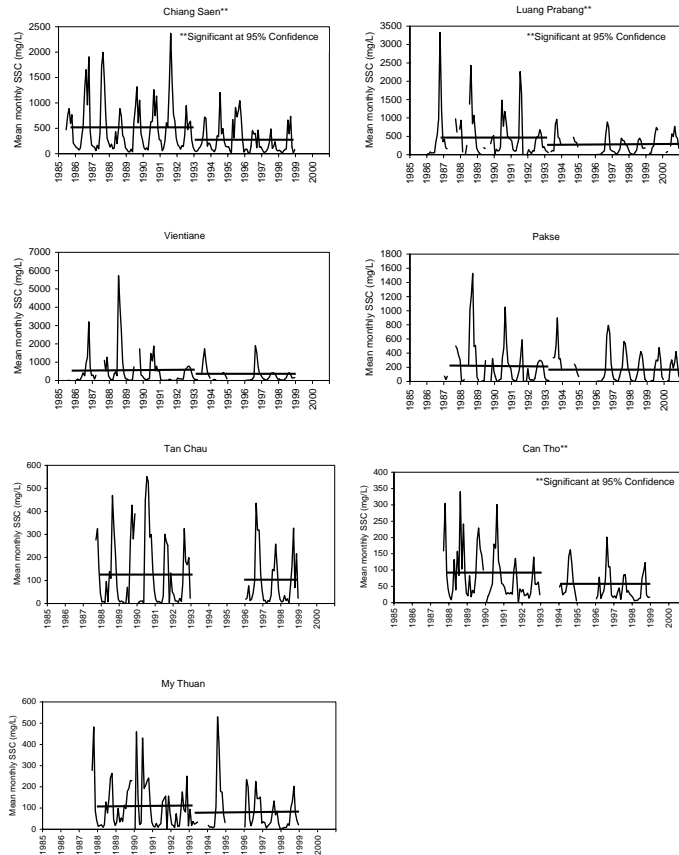 Chiang Saen**
**Significant at 95% Confidence
Mean monthly SSC (mg/L)
2500
2000
1500
1000
500
0
1985 1986 1987 1988 1989 1990 1991 1992 1993 1994 1995 1996 1997 1998 1999 2000
Luang Prabang**
**Significant at 95% Confidence
Mean monthly SSC (mg/L)
3500
3000
2500
2000
1500
1000
500
0
1985 1986 1987 1988 1989 1990 1991 1992 1993 1994 1995 1996 1997 1998 1999 2000
Vientiane
Mean monthly SSC (mg/L)
7000
6000
5000
4000
3000
2000
1000
0
1985 1986 1987 1988 1989 1990 1991 1992 1993 1994 1995 1996 1997 1998 1999 2000
Pakse
Mean monthly SSC (mg/L)
1800
1600
1400
1200
1000
800
600
400
200
0
1985 1986 1987 1988 1989 1990 1991 1992 1993 1994 1995 1996 1997 1998 1999 2000
Tan Chau
Mean monthly SSC (mg/L)
600
500
400
300
200
100
0
1985 1986 1987 1988 1989 1990 1991 1992 1993 1994 1995 1996 1997 1998 1999 2000
Can Tho**
**Significant at 95% Confidence
Mean monthly SSC (mg/L)
400
350
300
250
200
150
100
50
0
1985 1986 1987 1988 1989 1990 1991 1992 1993 1994 1995 1996 1997 1998 1999 2000
My Thuan
Mean monthly SSC (mg/L)
600
500
400
300
200
100
0
1985 1986 1987 1988 1989 1990 1991 1992 1993 1994 1995 1996 1997 1998 1999 2000